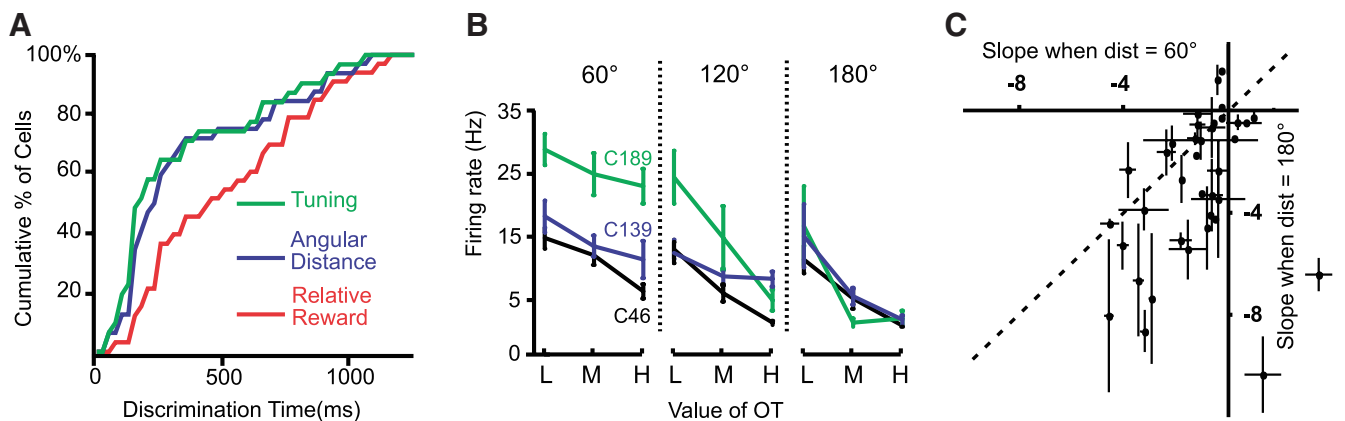 A
100%
80
60
40
20
0
500
1000
Cumulative % of Cells
Discrimination Time(ms)
Tuning
Angular
Distance
Relative
Reward
B
60°
120°
180°
35
25
15
5
0
Firing rate (Hz)
C189
C139
C46
L M H L M H L M H
Value of OT
C
Slope when dist = 60°
-8 -4
-4
-8
Slope when dist = 180°